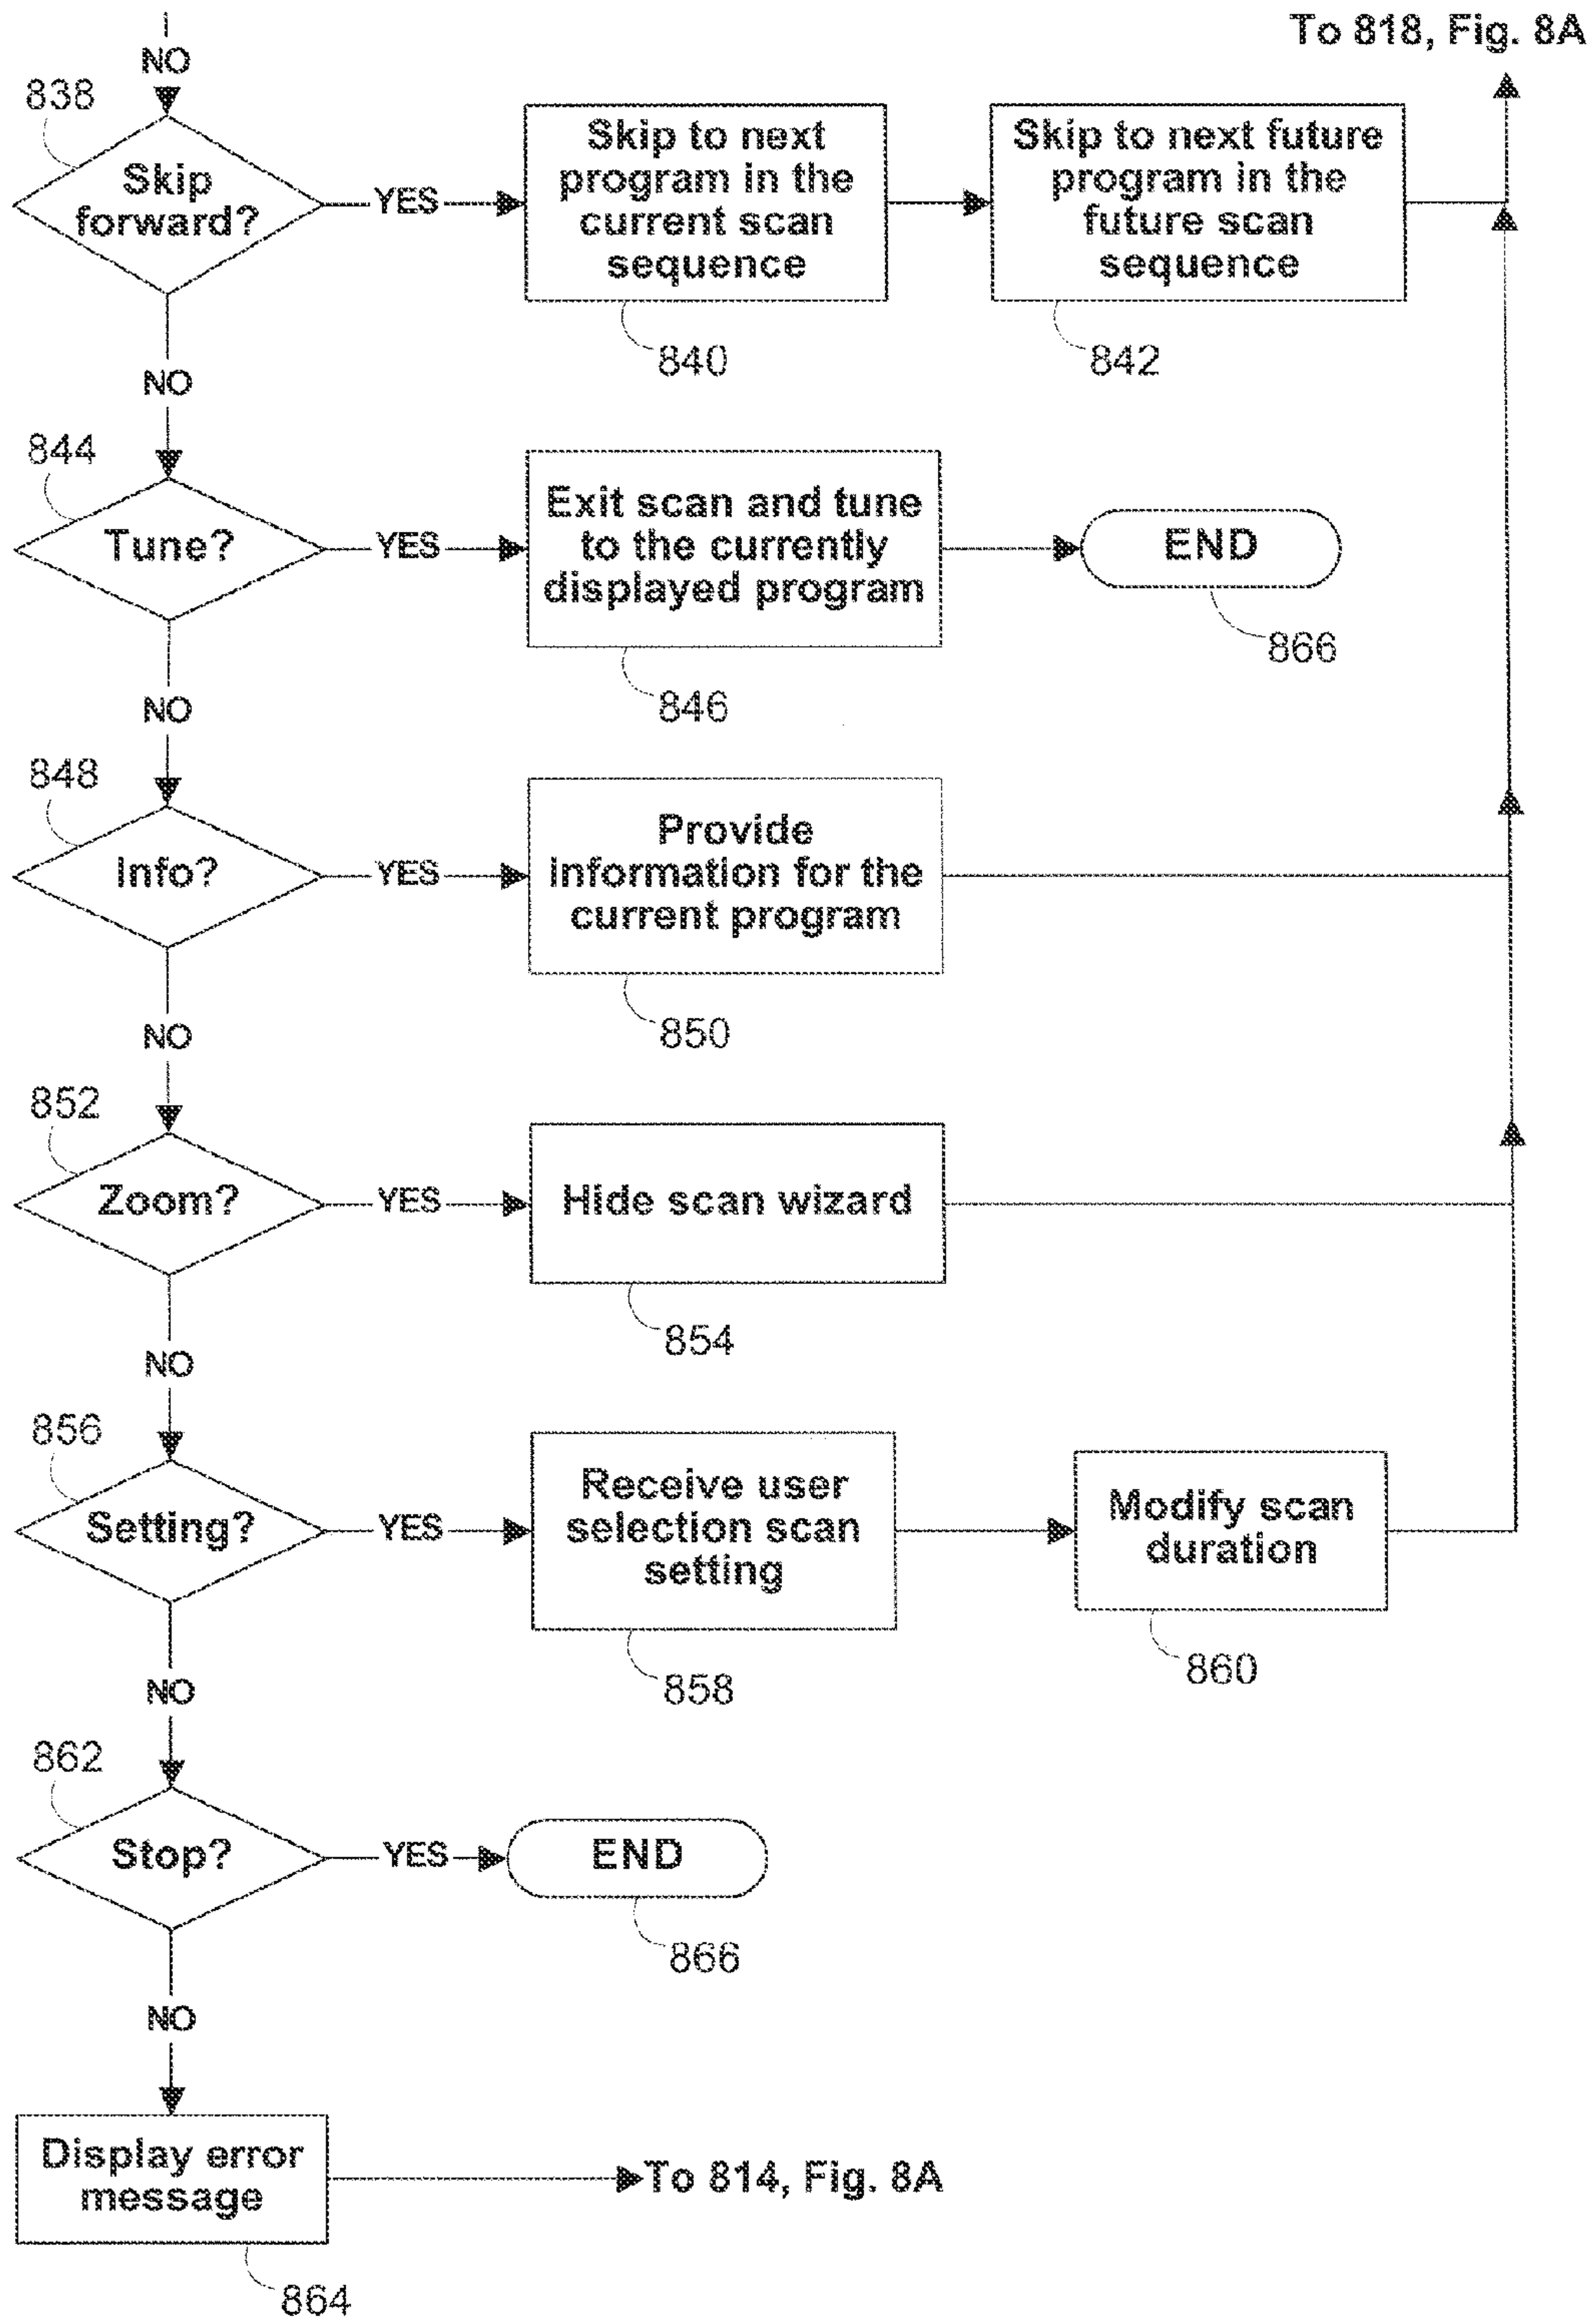 To 818, Fig. 8A
NO
838
Skip
forward?
YES
Skip to next
program in the
current scan
sequence
840
Skip to next future
program in the
future scan
sequence
842
NO
844
Tune?
YES
Exit scan and tune
to the currently
displayed program
846
END
866
NO
848
Info?
YES
Provide
information for the
current program
850
NO
852
Zoom?
YES
Hide scan wizard
854
NO
856
Setting?
YES
Receive user
selection scan
setting
858
Modify scan
duration
860
NO
862
Stop?
YES
END
866
NO
Display error
message
864
To 814, Fig. 8A